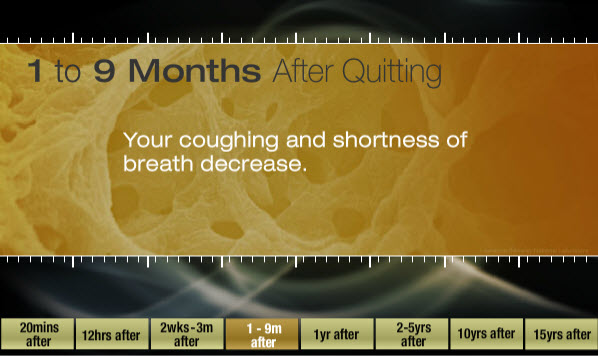 1 to 9 Months After Quitting
Your coughing and shortness of
breath decrease.
20mins
after
12hrs after
2wks-3m
after
1 - 9m
after
1yr after
2-5yrs
after
10yrs after
15yrs after